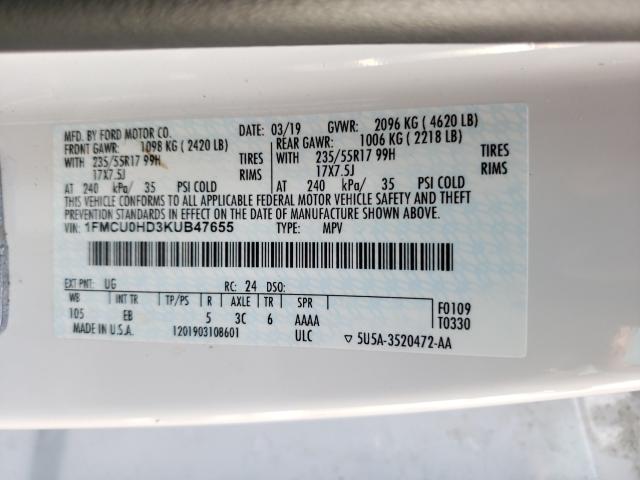 MFD. BY FORD MOTOR CO.
DATE: 03/19 GVWR: 2096 KG ( 4620 LB)
FRONT GAWR: 1098 KG ( 2420 LB) REAR GAWR: 1006 KG ( 2218 LB)
WITH 235/55R17 99H TIRES WITH 235/55R17 99H TIRES
17X7.5J RIMS 17X7.5J RIMS
AT 240 kPa/ 35 PSI COLD AT 240 kPa/ 35 PSI COLD
THIS VEHICLE CONFORMS TO ALL APPLICABLE FEDERAL MOTOR VEHICLE SAFETY AND THEFT
PREVENTION STANDARDS IN EFFECT ON THE DATE OF MANUFACTURE SHOWN ABOVE.
VIN: 1FMCU0HD3KUB47655 TYPE: MPV
EXT PNT: UG RC: 24 DSO:
WB INT TR TP/PS R AXLE TR SPR
105 EB 5 3C 6 AAAA
F0109
T0330
MADE IN U.S.A. 1201903108601 ULC ▽ 5U5A-3520472-AA